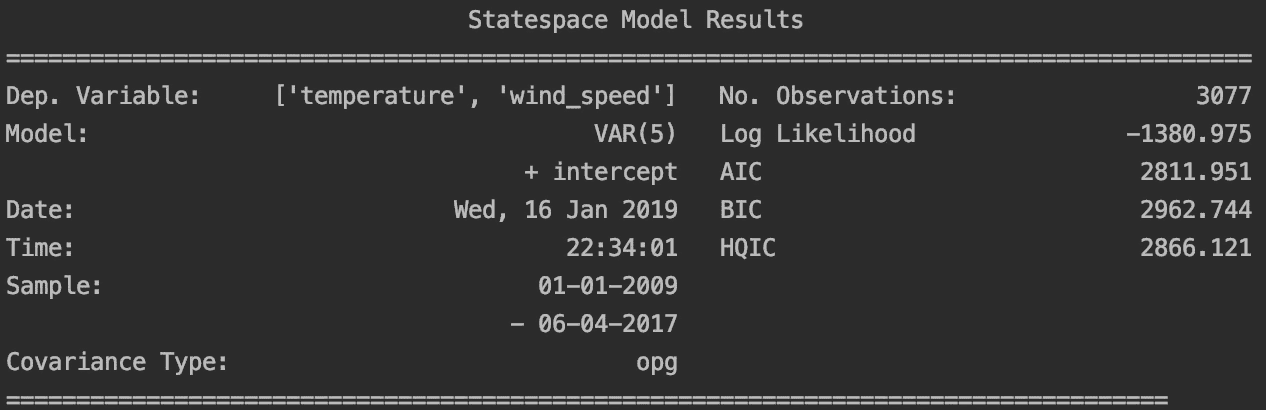 Statespace Model Results
==============================================================================
Dep. Variable:     ['temperature', 'wind_speed']   No. Observations:                 3077
Model:                                    VAR(5)   Log Likelihood               -1380.975
                                     + intercept   AIC                           2811.951
Date:                           Wed, 16 Jan 2019   BIC                           2962.744
Time:                                   22:34:01   HQIC                          2866.121
Sample:                               01-01-2009
                                    - 06-04-2017
Covariance Type:                             opg
==============================================================================